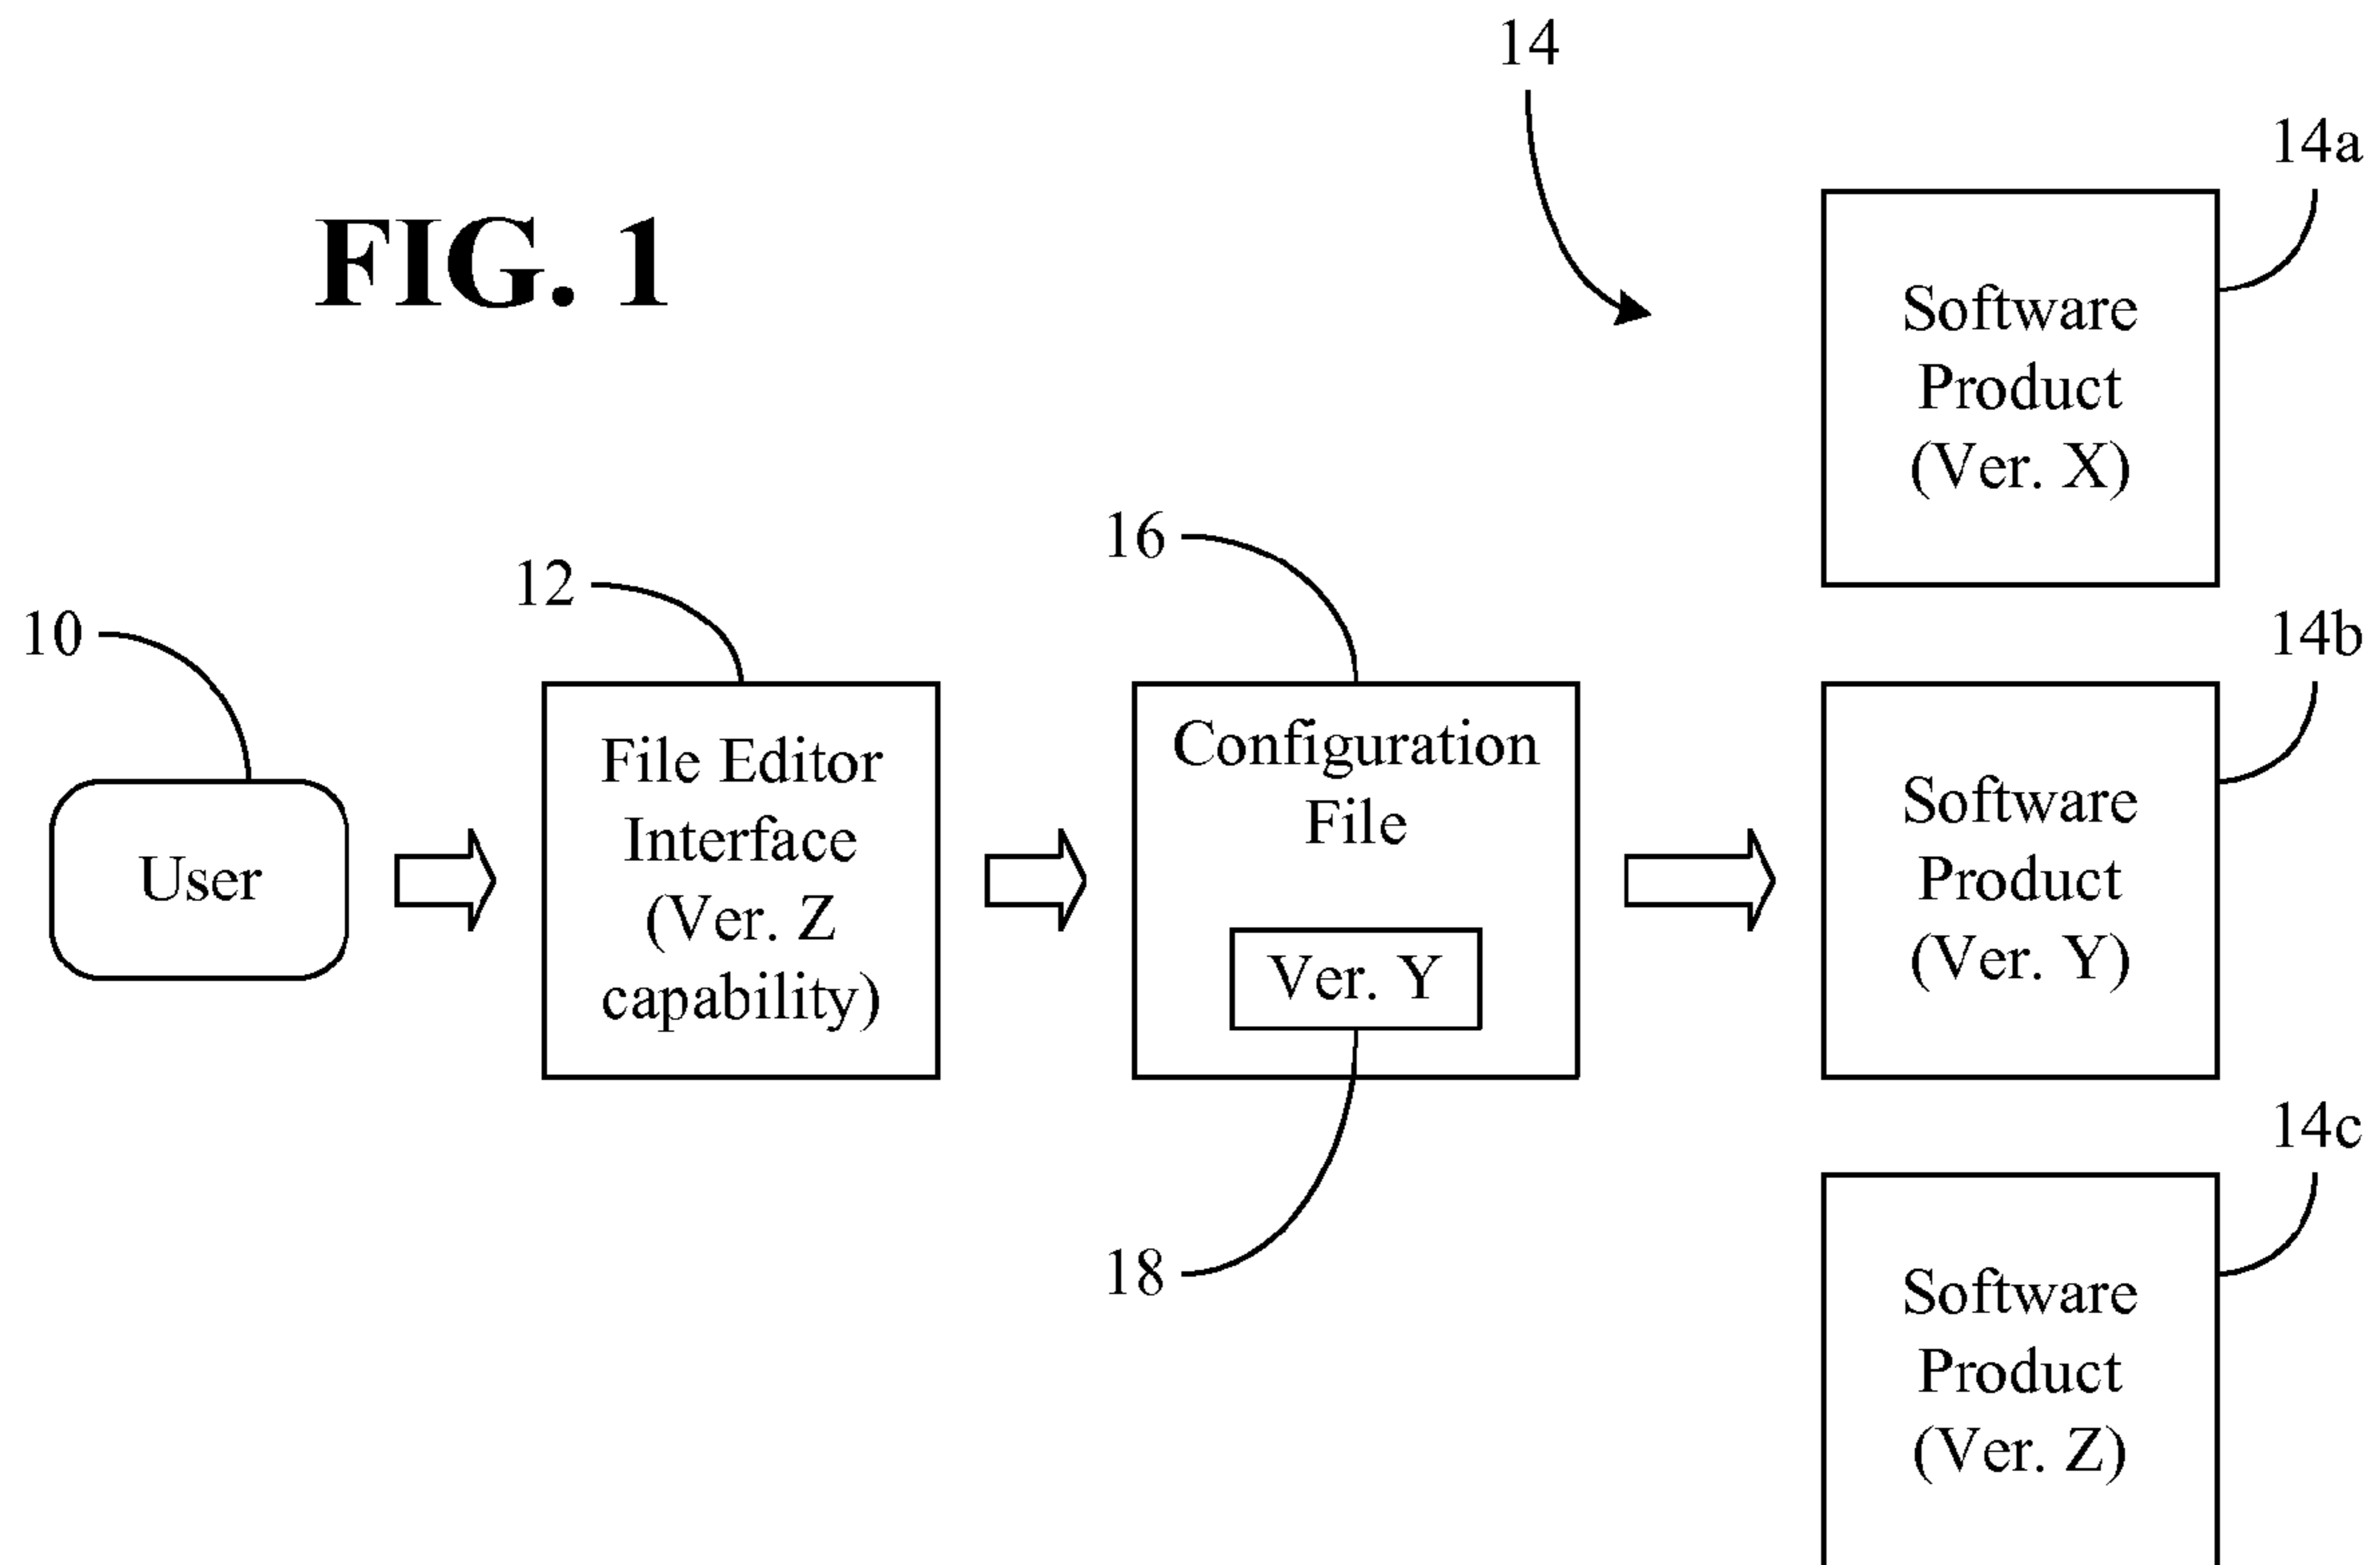 14
14a
FIG. 1
Software
Product
(Ver. X)
16
12
10
14b
File Editor
Interface
(Ver. Z
capability)
Configuration
File
Ver. Y
User
Software
Product
(Ver. Y)
14c
18
Software
Product
(Ver. Z)